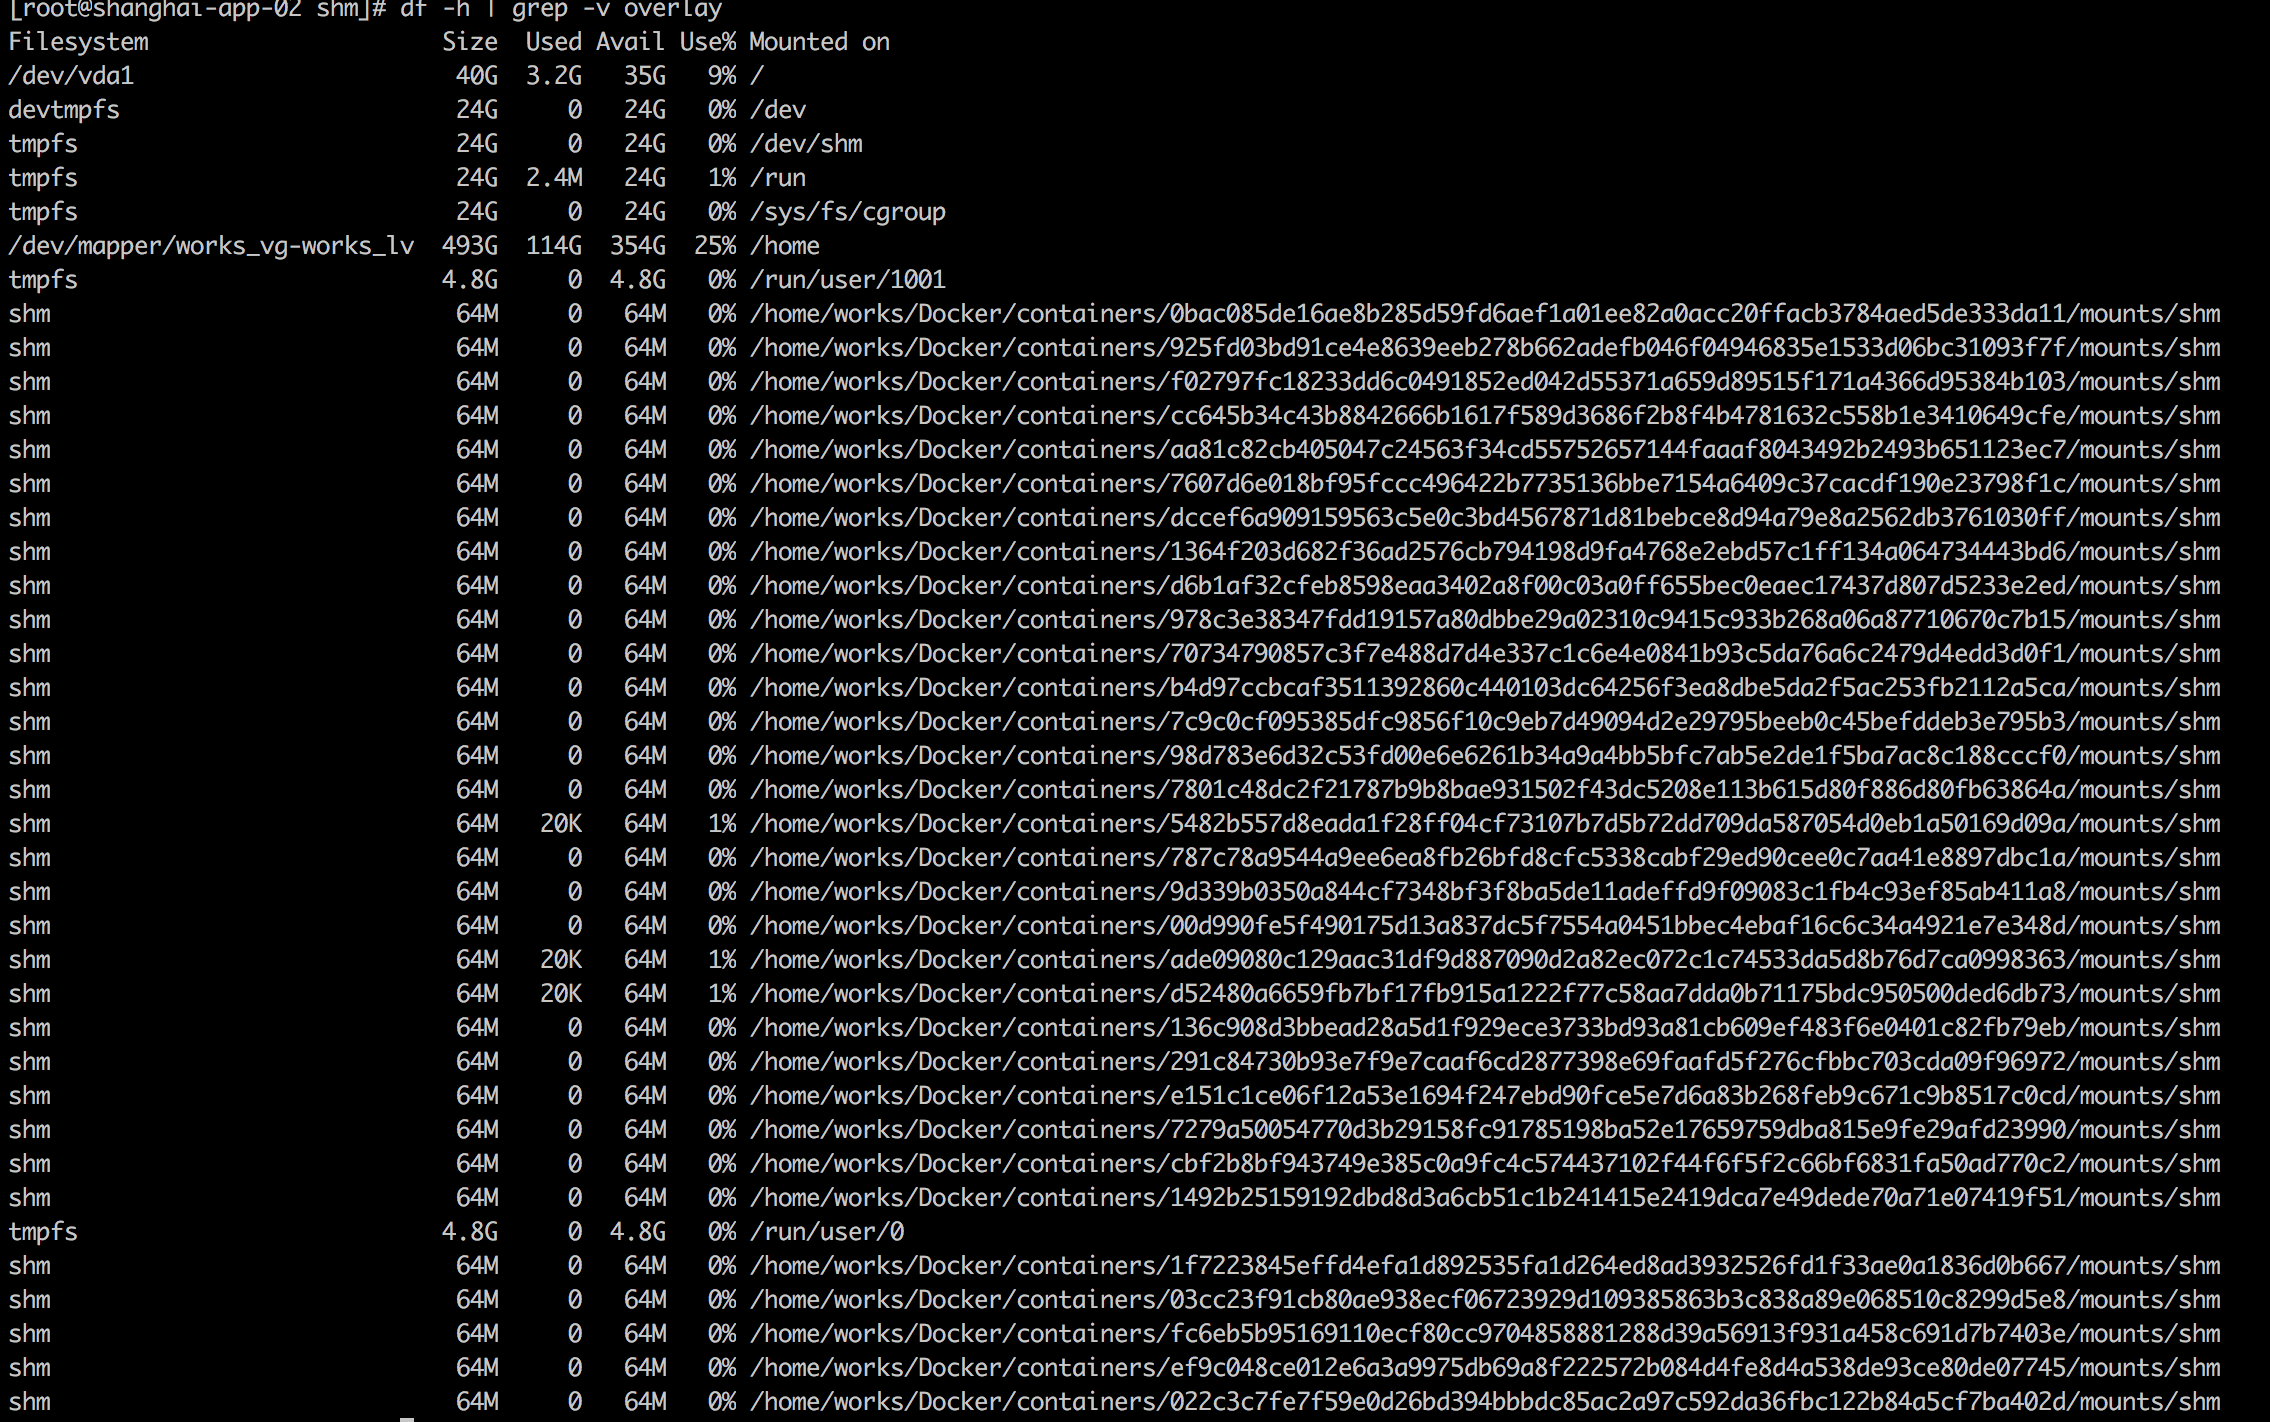 [root@shanghai-app-02 shm]# df -h | grep -v overlay
Filesystem                     Size  Used Avail Use% Mounted on
/dev/vda1                       40G  3.2G   35G   9% /
devtmpfs                        24G     0   24G   0% /dev
tmpfs                           24G     0   24G   0% /dev/shm
tmpfs                           24G  2.4M   24G   1% /run
tmpfs                           24G     0   24G   0% /sys/fs/cgroup
/dev/mapper/works_vg-works_lv  493G  114G  354G  25% /home
tmpfs                          4.8G     0  4.8G   0% /run/user/1001
shm                             64M     0   64M   0% /home/works/Docker/containers/0bac085de16ae8b285d59fd6aef1a01ee82a0acc20ffacb3784aed5de333da11/mounts/shm
shm                             64M     0   64M   0% /home/works/Docker/containers/925fd03bd91ce4e8639eeb278b662adefb046f04946835e1533d06bc31093f7f/mounts/shm
shm                             64M     0   64M   0% /home/works/Docker/containers/f02797fc18233dd6c0491852ed042d55371a659d89515f171a4366d95384b103/mounts/shm
shm                             64M     0   64M   0% /home/works/Docker/containers/cc645b34c43b8842666b1617f589d3686f2b8f4b4781632c558b1e3410649cfe/mounts/shm
shm                             64M     0   64M   0% /home/works/Docker/containers/aa81c82cb405047c24563f34cd55752657144faaaf8043492b2493b651123ec7/mounts/shm
shm                             64M     0   64M   0% /home/works/Docker/containers/7607d6e018bf95fccc496422b7735136bbe7154a6409c37cacdf190e23798f1c/mounts/shm
shm                             64M     0   64M   0% /home/works/Docker/containers/dccef6a909159563c5e0c3bd4567871d81bebce8d94a79e8a2562db3761030ff/mounts/shm
shm                             64M     0   64M   0% /home/works/Docker/containers/1364f203d682f36ad2576cb794198d9fa4768e2ebd57c1ff134a064734443bd6/mounts/shm
shm                             64M     0   64M   0% /home/works/Docker/containers/d6b1af32cfeb8598eaa3402a8f00c03a0ff655bec0eaec17437d807d5233e2ed/mounts/shm
shm                             64M     0   64M   0% /home/works/Docker/containers/978c3e38347fdd19157a80dbbe29a02310c9415c933b268a06a87710670c7b15/mounts/shm
shm                             64M     0   64M   0% /home/works/Docker/containers/70734790857c3f7e488d7d4e337c1c6e4e0841b93c5da76a6c2479d4edd3d0f1/mounts/shm
shm                             64M     0   64M   0% /home/works/Docker/containers/b4d97ccbcaf3511392860c440103dc64256f3ea8dbe5da2f5ac253fb2112a5ca/mounts/shm
shm                             64M     0   64M   0% /home/works/Docker/containers/7c9c0cf095385dfc9856f10c9eb7d49094d2e29795beeb0c45befddeb3e795b3/mounts/shm
shm                             64M     0   64M   0% /home/works/Docker/containers/98d783e6d32c53fd00e6e6261b34a9a4bb5bfc7ab5e2de1f5ba7ac8c188cccf0/mounts/shm
shm                             64M     0   64M   0% /home/works/Docker/containers/7801c48dc2f21787b9b8bae931502f43dc5208e113b615d80f886d80fb63864a/mounts/shm
shm                             64M   20K   64M   1% /home/works/Docker/containers/5482b557d8eada1f28ff04cf73107b7d5b72dd709da587054d0eb1a50169d09a/mounts/shm
shm                             64M     0   64M   0% /home/works/Docker/containers/787c78a9544a9ee6ea8fb26bfd8cfc5338cabf29ed90cee0c7aa41e8897dbc1a/mounts/shm
shm                             64M     0   64M   0% /home/works/Docker/containers/9d339b0350a844cf7348bf3f8ba5de11adeffd9f09083c1fb4c93ef85ab411a8/mounts/shm
shm                             64M     0   64M   0% /home/works/Docker/containers/00d990fe5f490175d13a837dc5f7554a0451bbec4ebaf16c6c34a4921e7e348d/mounts/shm
shm                             64M   20K   64M   1% /home/works/Docker/containers/ade09080c129aac31df9d887090d2a82ec072c1c74533da5d8b76d7ca0998363/mounts/shm
shm                             64M   20K   64M   1% /home/works/Docker/containers/d52480a6659fb7bf17fb915a1222f77c58aa7dda0b71175bdc950500ded6db73/mounts/shm
shm                             64M     0   64M   0% /home/works/Docker/containers/136c908d3bbead28a5d1f929ece3733bd93a81cb609ef483f6e0401c82fb79eb/mounts/shm
shm                             64M     0   64M   0% /home/works/Docker/containers/291c84730b93e7f9e7caaf6cd2877398e69faafd5f276cfbbc703cda09f96972/mounts/shm
shm                             64M     0   64M   0% /home/works/Docker/containers/e151c1ce06f12a53e1694f247ebd90fce5e7d6a83b268feb9c671c9b8517c0cd/mounts/shm
shm                             64M     0   64M   0% /home/works/Docker/containers/7279a50054770d3b29158fc91785198ba52e17659759dba815e9fe29afd23990/mounts/shm
shm                             64M     0   64M   0% /home/works/Docker/containers/cbf2b8bf943749e385c0a9fc4c574437102f44f6f5f2c66bf6831fa50ad770c2/mounts/shm
shm                             64M     0   64M   0% /home/works/Docker/containers/1492b25159192dbd8d3a6cb51c1b241415e2419dca7e49dede70a71e07419f51/mounts/shm
tmpfs                          4.8G     0  4.8G   0% /run/user/0
shm                             64M     0   64M   0% /home/works/Docker/containers/1f7223845effd4efa1d892535fa1d264ed8ad3932526fd1f33ae0a1836d0b667/mounts/shm
shm                             64M     0   64M   0% /home/works/Docker/containers/03cc23f91cb80ae938ecf06723929d109385863b3c838a89e068510c8299d5e8/mounts/shm
shm                             64M     0   64M   0% /home/works/Docker/containers/fc6eb5b95169110ecf80cc9704858881288d39a56913f931a458c691d7b7403e/mounts/shm
shm                             64M     0   64M   0% /home/works/Docker/containers/ef9c048ce012e6a3a9975db69a8f222572b084d4fe8d4a538de93ce80de07745/mounts/shm
shm                             64M     0   64M   0% /home/works/Docker/containers/022c3c7fe7f59e0d26bd394bbbdc85ac2a97c592da36fbc122b84a5cf7ba402d/mounts/shm